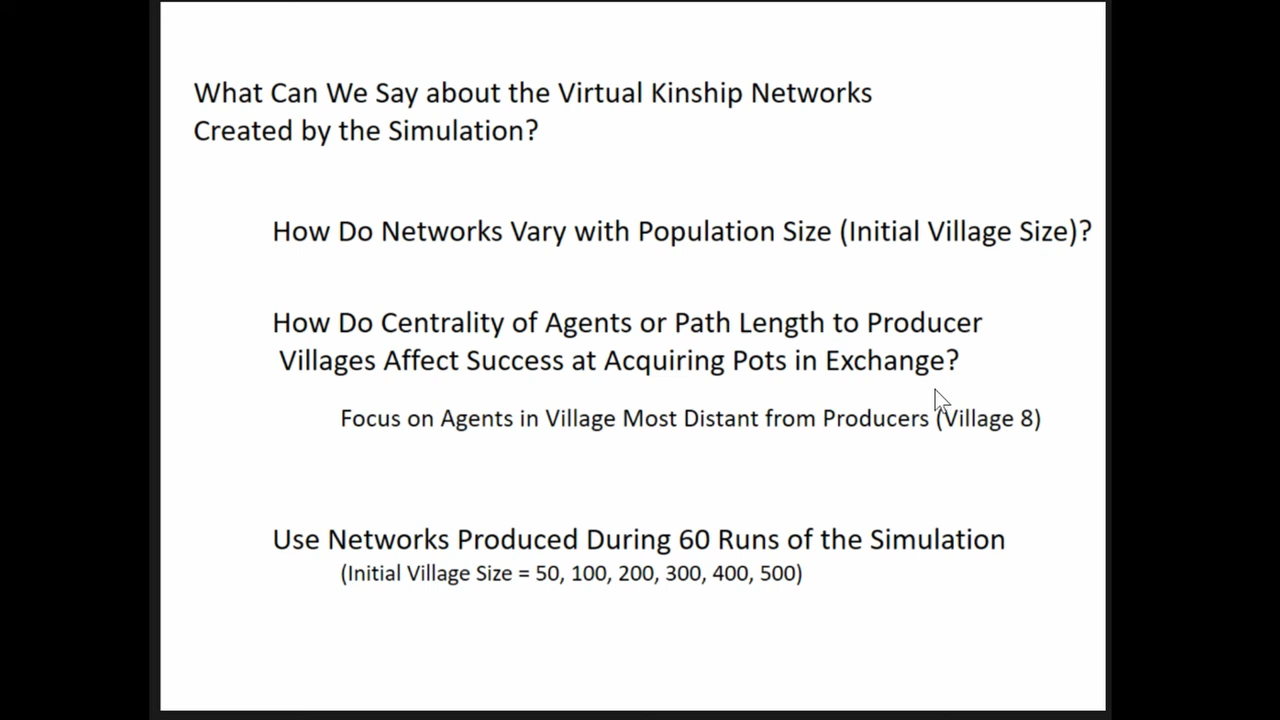 What Can We Say about the Virtual Kinship Networks
Created by the Simulation?
How Do Networks Vary with Population Size (Initial Village Size)?
How Do Centrality of Agents or Path Length to Producer
Villages Affect Success at Acquiring Pots in Exchange?
Focus on Agents in Village Most Distant from Producers (Village 8)
Use Networks Produced During 60 Runs of the Simulation
(Initial Village Size = 50, 100, 200, 300, 400, 500)